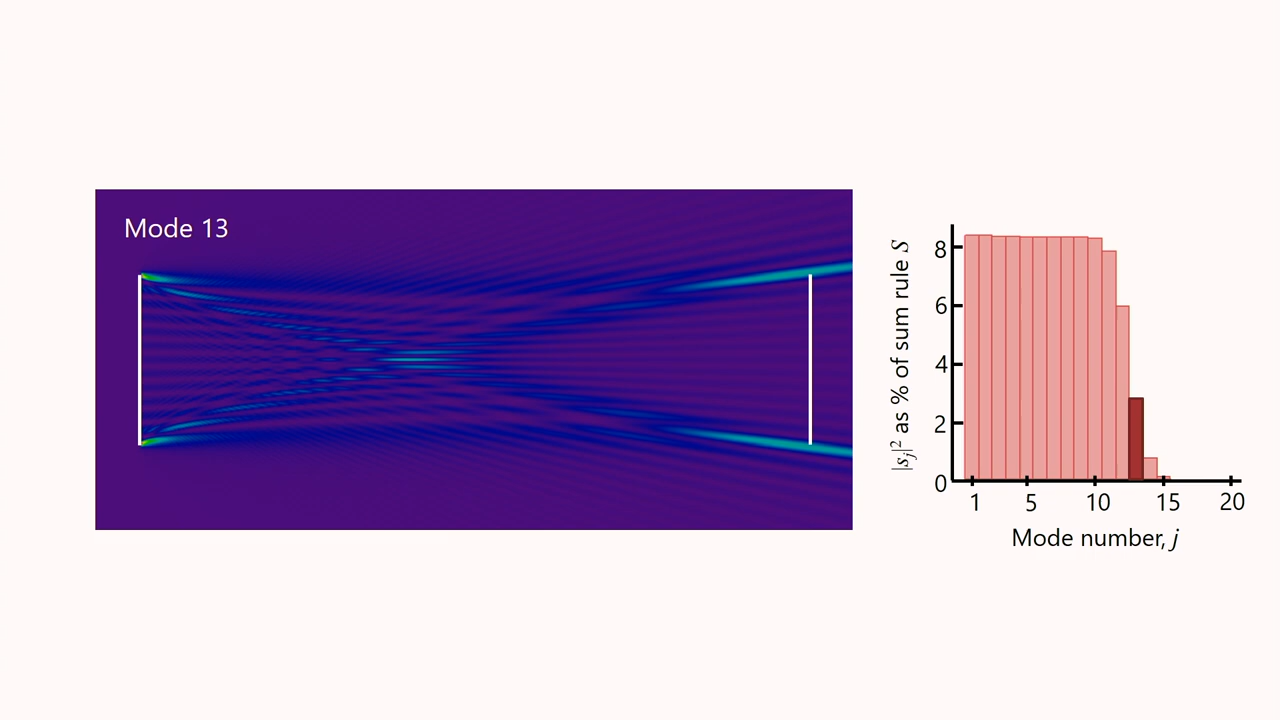 Mode 13
|sⱼ|² as % of sum rule S
8
6
4
2
0
1 5 10 15 20
Mode number, j